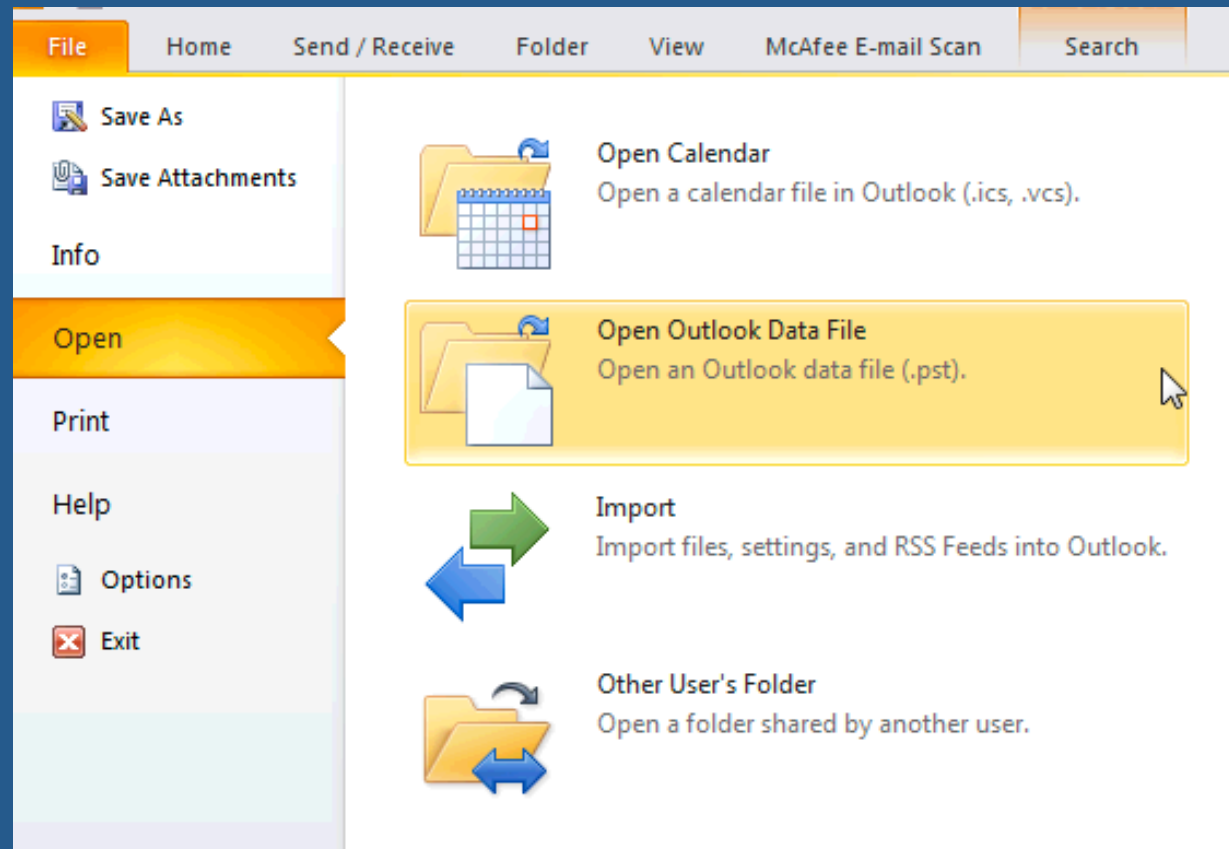 File Home Send / Receive Folder View McAfee E-mail Scan Search
Save As
Save Attachments
Info
Open
Print
Help
Options
Exit
Open Calendar
Open a calendar file in Outlook (.ics, .vcs).
Open Outlook Data File
Open an Outlook data file (.pst).
Import
Import files, settings, and RSS Feeds into Outlook.
Other User's Folder
Open a folder shared by another user.